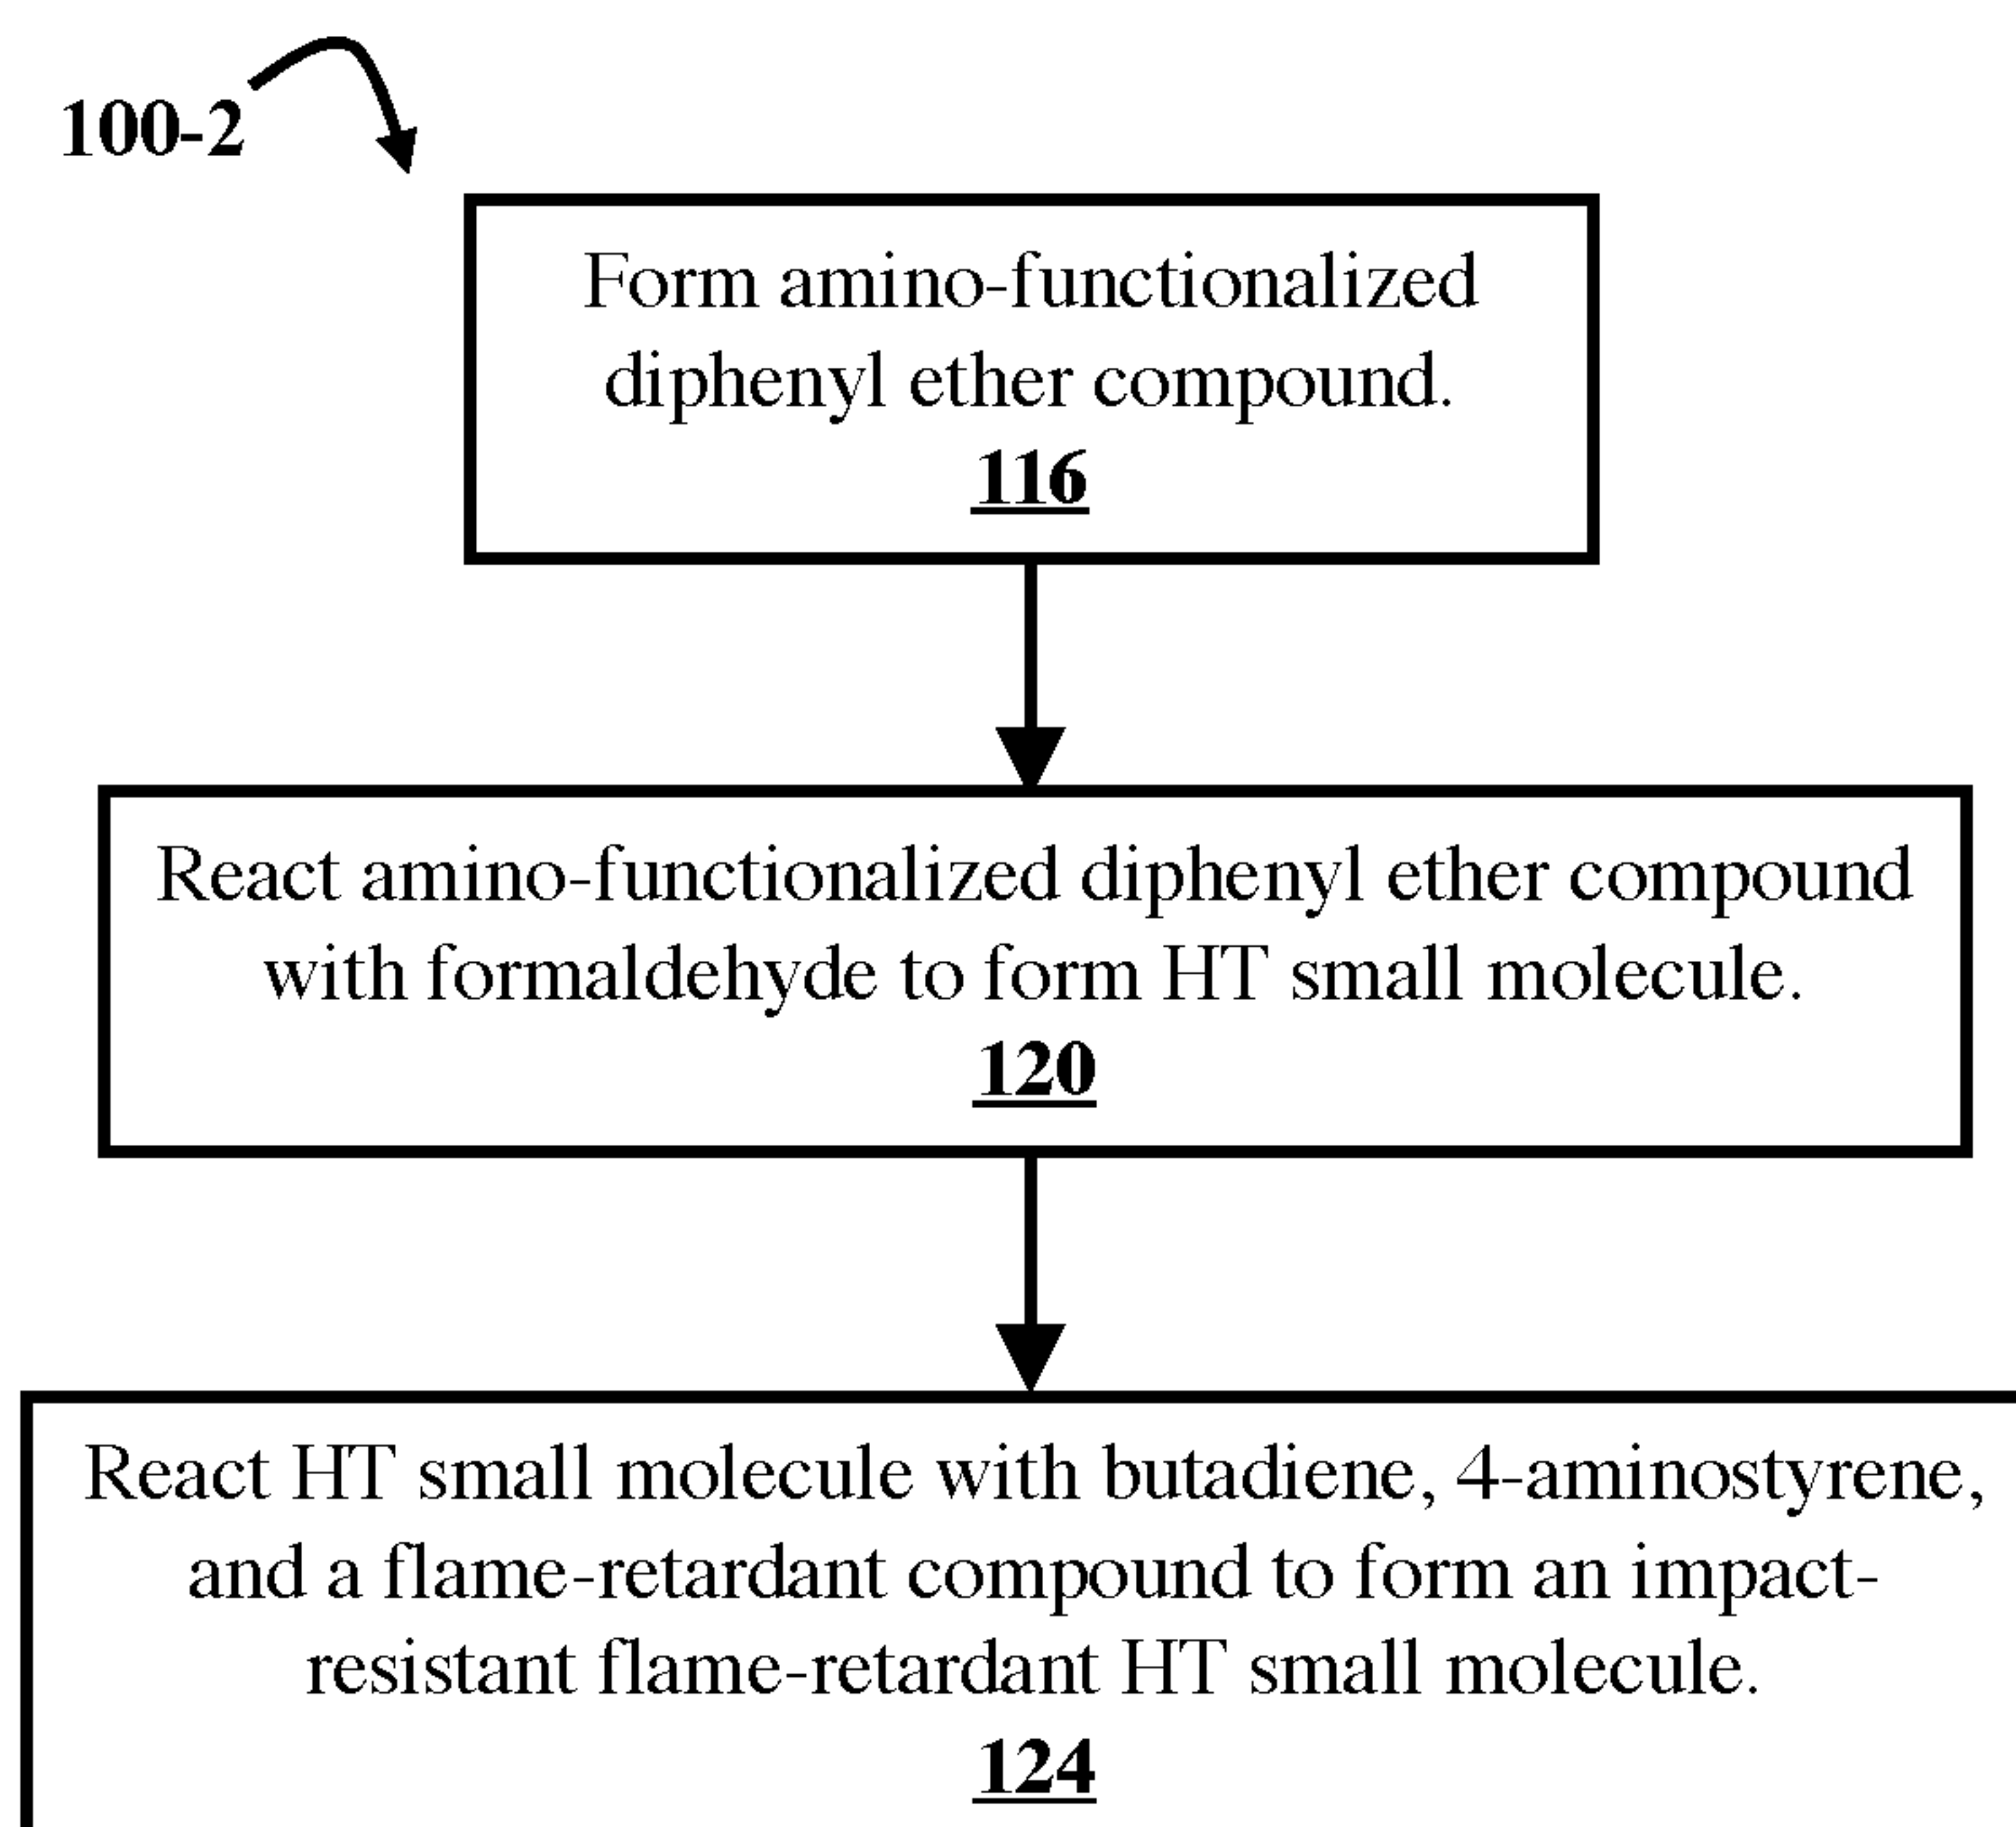 100-2
Form amino-functionalized
diphenyl ether compound.
116
React amino-functionalized diphenyl ether compound
with formaldehyde to form HT small molecule.
120
React HT small molecule with butadiene, 4-aminostyrene,
and a flame-retardant compound to form an impact-
resistant flame-retardant HT small molecule.
124